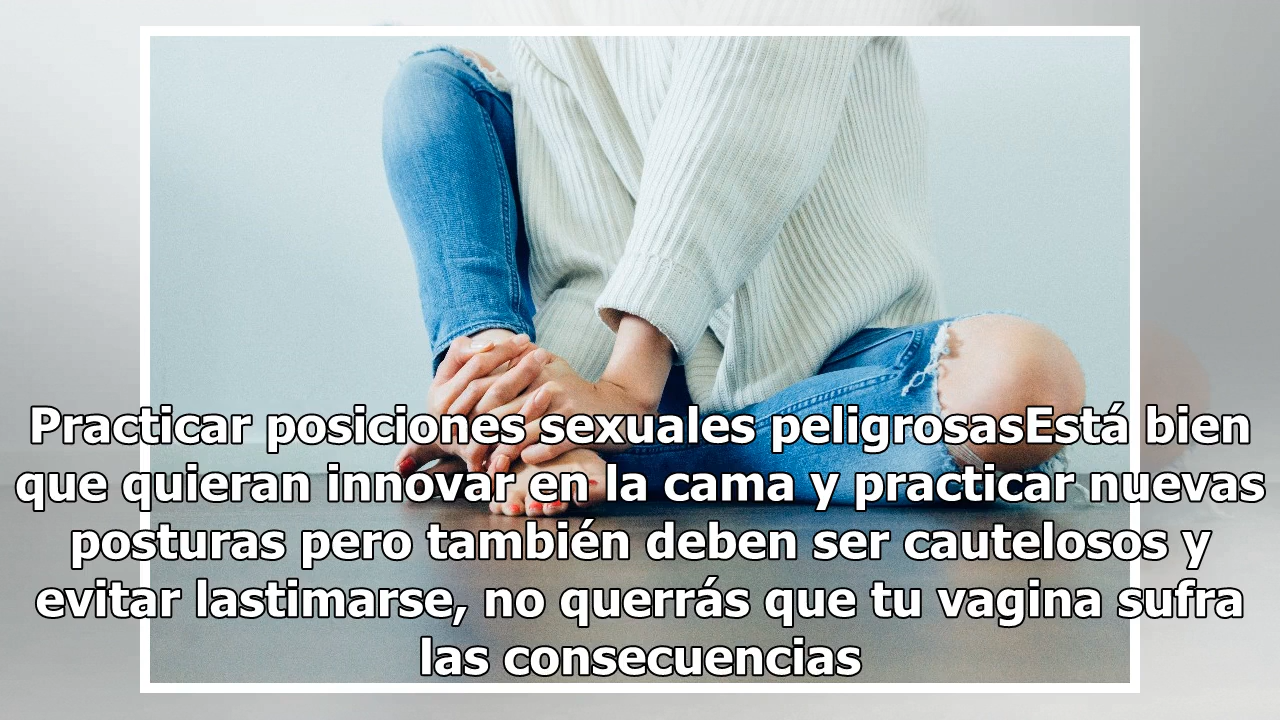 Practicar posiciones sexuales peligrosasEstá bien
que quieran innovar en la cama y practicar nuevas
posturas pero también deben ser cautelosos y
evitar lastimarse, no querrás que tu vagina sufra
las consecuencias